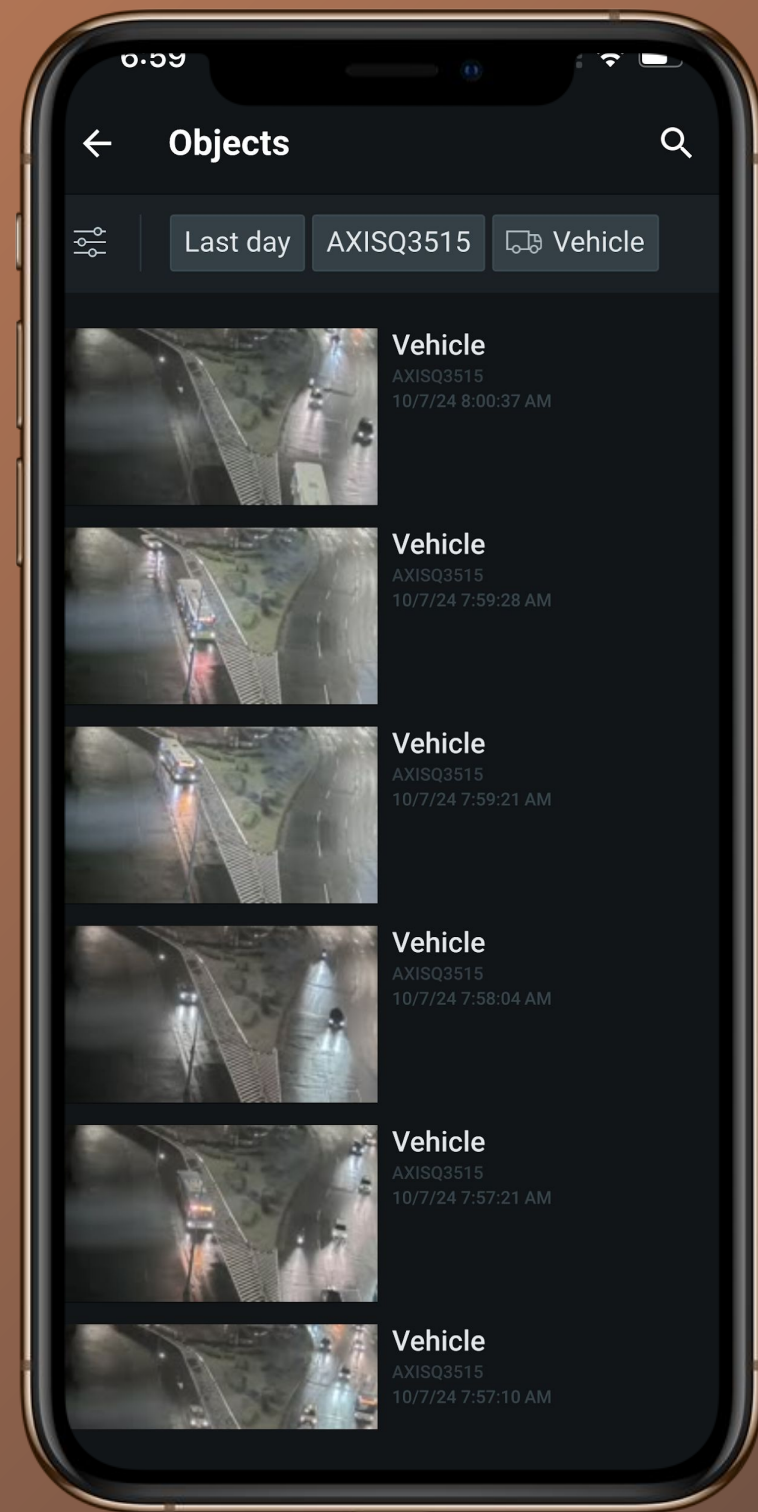 6:59
Objects
Last day AXISQ3515 Vehicle
Vehicle
AXISQ3515
10/7/24 8:00:37 AM
Vehicle
AXISQ3515
10/7/24 7:59:28 AM
Vehicle
AXISQ3515
10/7/24 7:59:21 AM
Vehicle
AXISQ3515
10/7/24 7:58:04 AM
Vehicle
AXISQ3515
10/7/24 7:57:21 AM
Vehicle
AXISQ3515
10/7/24 7:57:10 AM